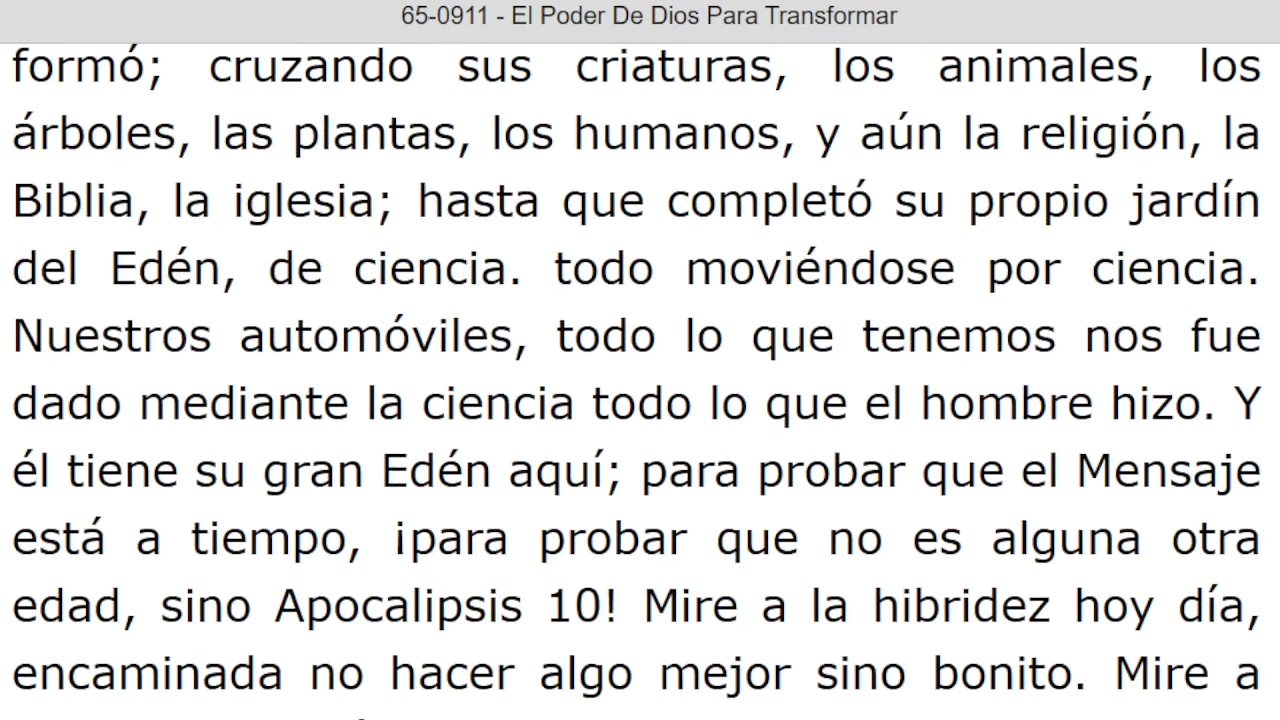 65-0911 - El Poder De Dios Para Transformar
formó; cruzando sus criaturas, los animales, los
árboles, las plantas, los humanos, y aún la religión, la
Biblia, la iglesia; hasta que completó su propio jardín
del Edén, de ciencia. todo moviéndose por ciencia.
Nuestros automóviles, todo lo que tenemos nos fue
dado mediante la ciencia todo lo que el hombre hizo. Y
él tiene su gran Edén aquí; para probar que el Mensaje
está a tiempo, ¡para probar que no es alguna otra
edad, sino Apocalipsis 10! Mire a la hibridez hoy día,
encaminada no hacer algo mejor sino bonito. Mire a